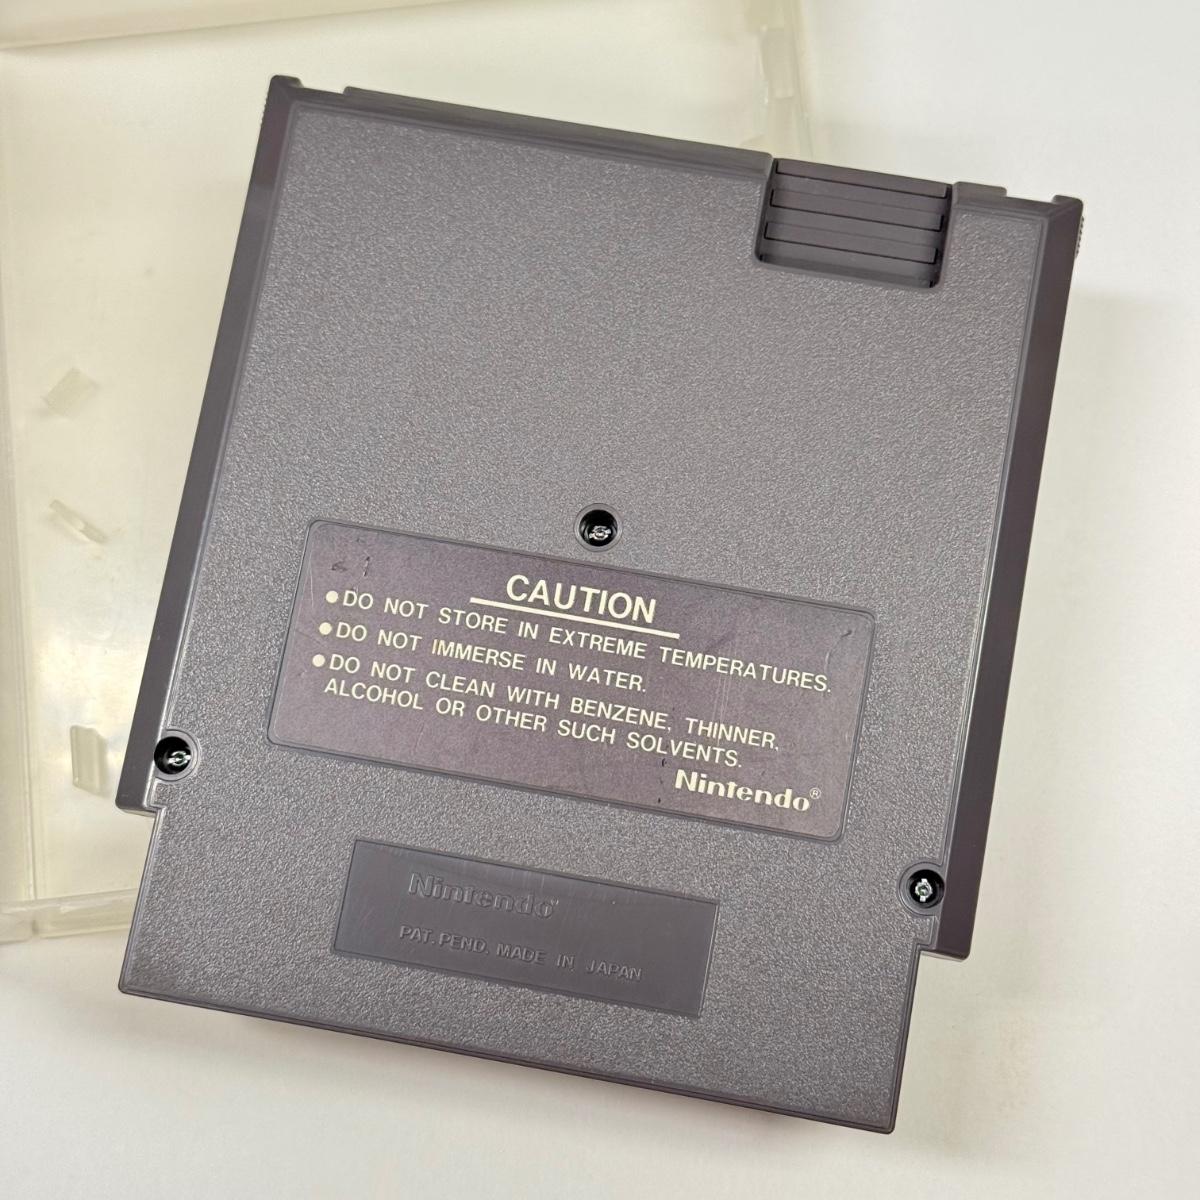 CAUTION
●DO NOT STORE IN EXTREME TEMPERATURES.
●DO NOT IMMERSE IN WATER.
●DO NOT CLEAN WITH BENZENE, THINNER,
ALCOHOL OR OTHER SUCH SOLVENTS.
Nintendo®
Nintendo
PAT. PEND. MADE IN JAPAN